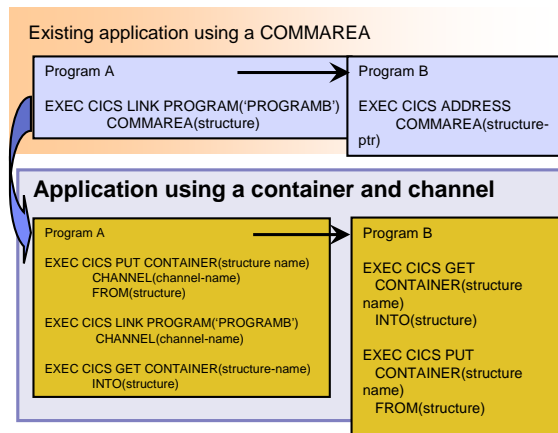 Existing application using a COMMAREA
Program A
EXEC CICS LINK PROGRAM('PROGRAMB')
COMMAREA(structure)
Program B
EXEC CICS ADDRESS
COMMAREA(structure-
ptr)
Application using a container and channel
Program A
EXEC CICS PUT CONTAINER(structure name)
CHANNEL(channel-name)
FROM(structure)
EXEC CICS LINK PROGRAM('PROGRAMB')
CHANNEL(channel-name)
EXEC CICS GET CONTAINER(structure-name)
INTO(structure)
Program B
EXEC CICS GET
CONTAINER(structure
name)
INTO(structure)
EXEC CICS PUT
CONTAINER(structure
name)
FROM(structure)